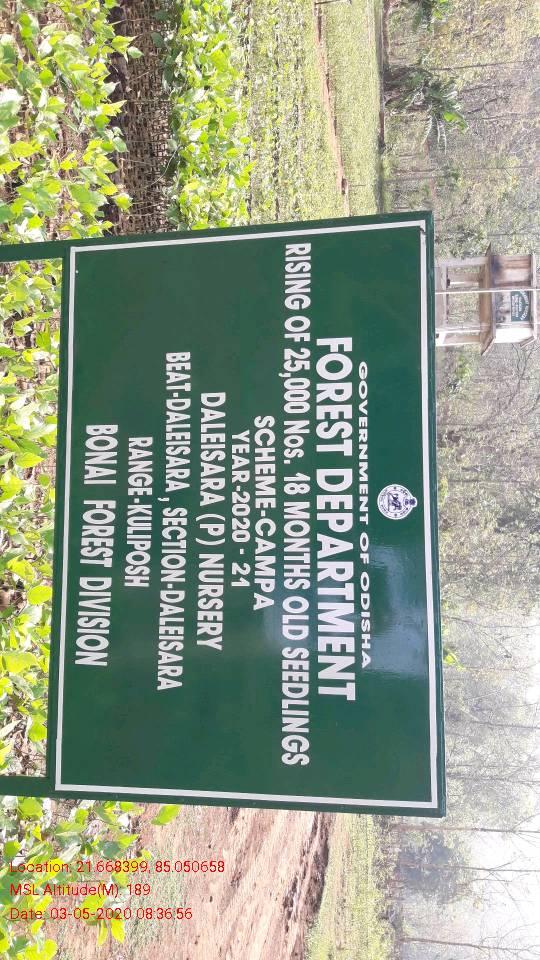 GOVERNMENT OF ODISHA
FOREST DEPARTMENT
RISING OF 25,000 Nos. 18 MONTHS OLD SEEDLINGS
SCHEME-CAMPA
YEAR-2020 - 21
DALEISARA (P) NURSERY
BEAT-DALEISARA , SECTION-DALEISARA
RANGE-KULIPOSH
BONAI FOREST DIVISION
Location: 21.668399, 85.050658
MSL Altitude(M): 189
Date: 03-05-2020 08:36:56